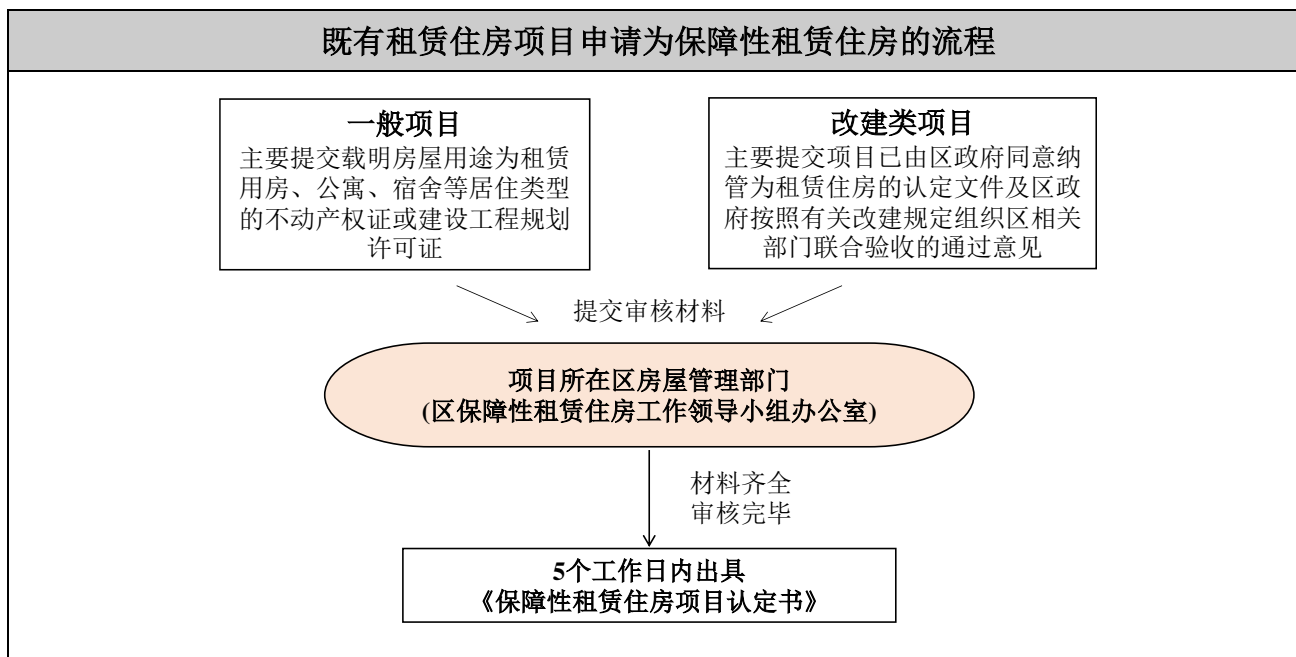 既有租赁住房项目申请为保障性租赁住房的流程
一般项目
主要提交载明房屋用途为租赁
用房、公寓、宿舍等居住类型
的不动产权证或建设工程规划
许可证
改建类项目
主要提交项目已由区政府同意纳
管为租赁住房的认定文件及区政
府按照有关改建规定组织区相关
部门联合验收的通过意见
提交审核材料
项目所在区房屋管理部门
(区保障性租赁住房工作领导小组办公室)
材料齐全
审核完毕
5个工作日内出具
《保障性租赁住房项目认定书》